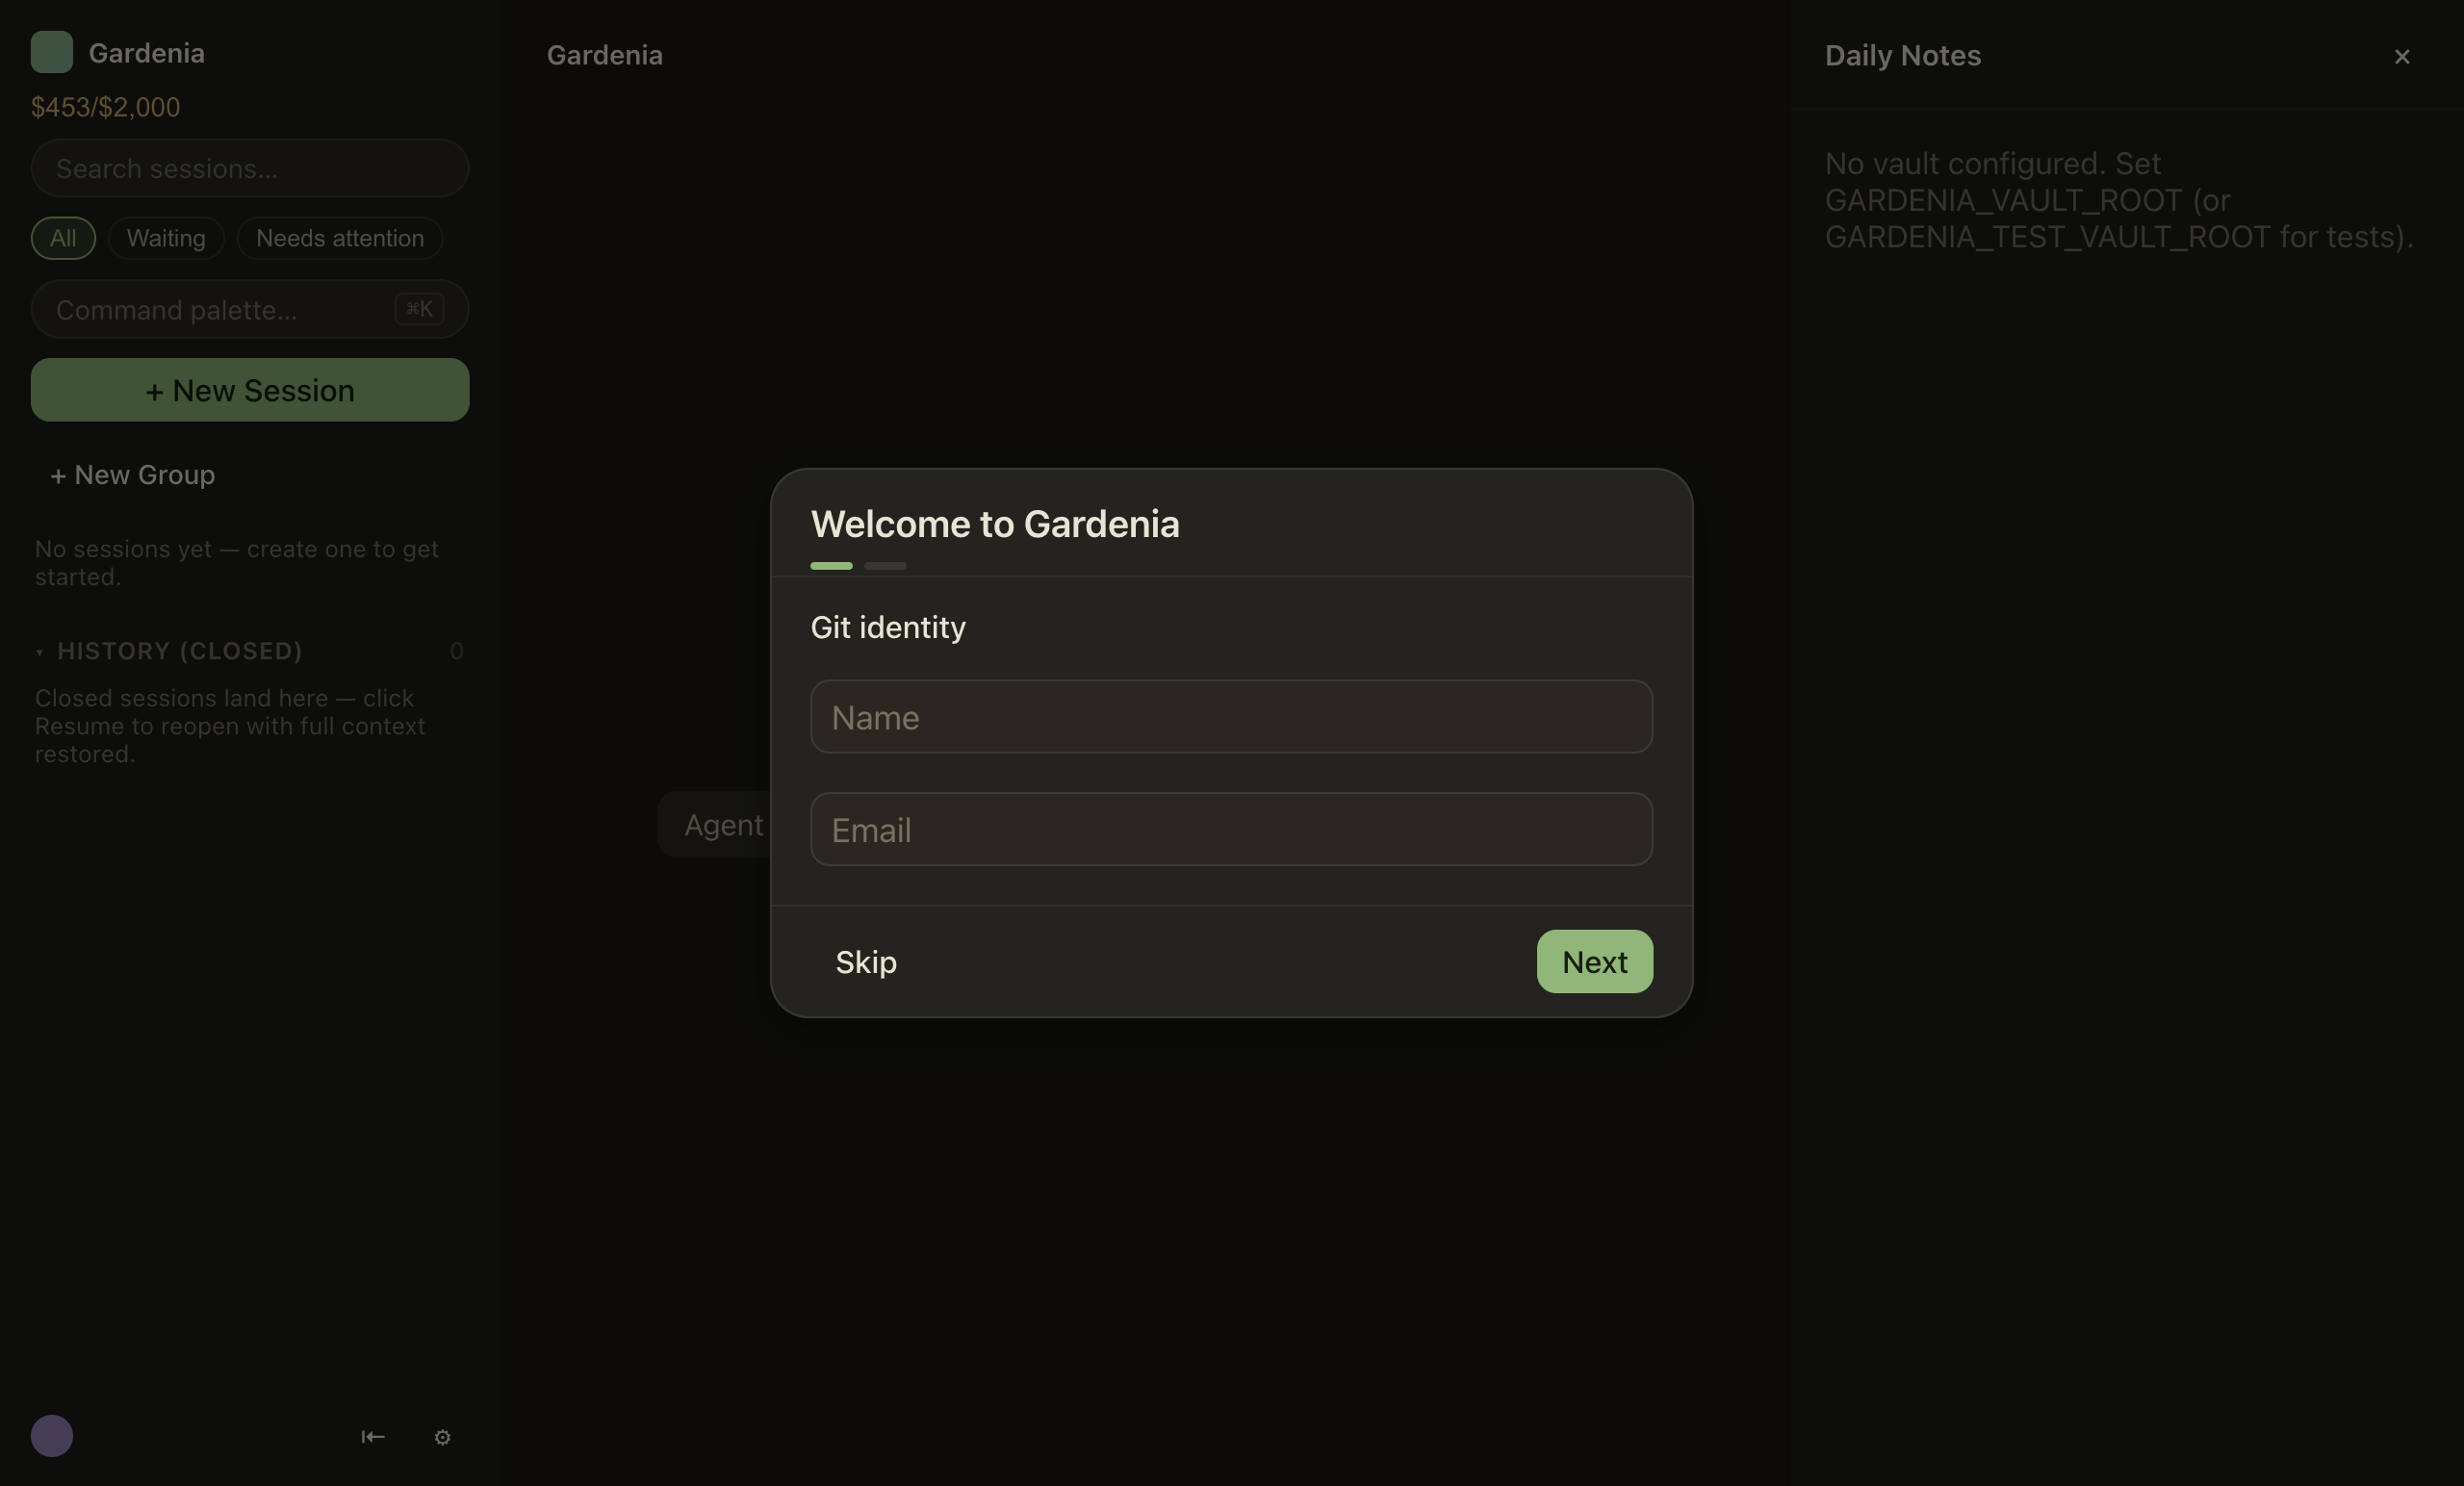 Gardenia
$453/$2,000
Search sessions...
All
Waiting
Needs attention
Command palette...
⌘K
+ New Session
+ New Group
No sessions yet — create one to get
started.
▾ HISTORY (CLOSED)
0
Closed sessions land here — click
Resume to reopen with full context
restored.
Gardenia
Agent
Welcome to Gardenia
Git identity
Name
Email
Skip
Next
Daily Notes
×
No vault configured. Set
GARDENIA_VAULT_ROOT (or
GARDENIA_TEST_VAULT_ROOT for tests).